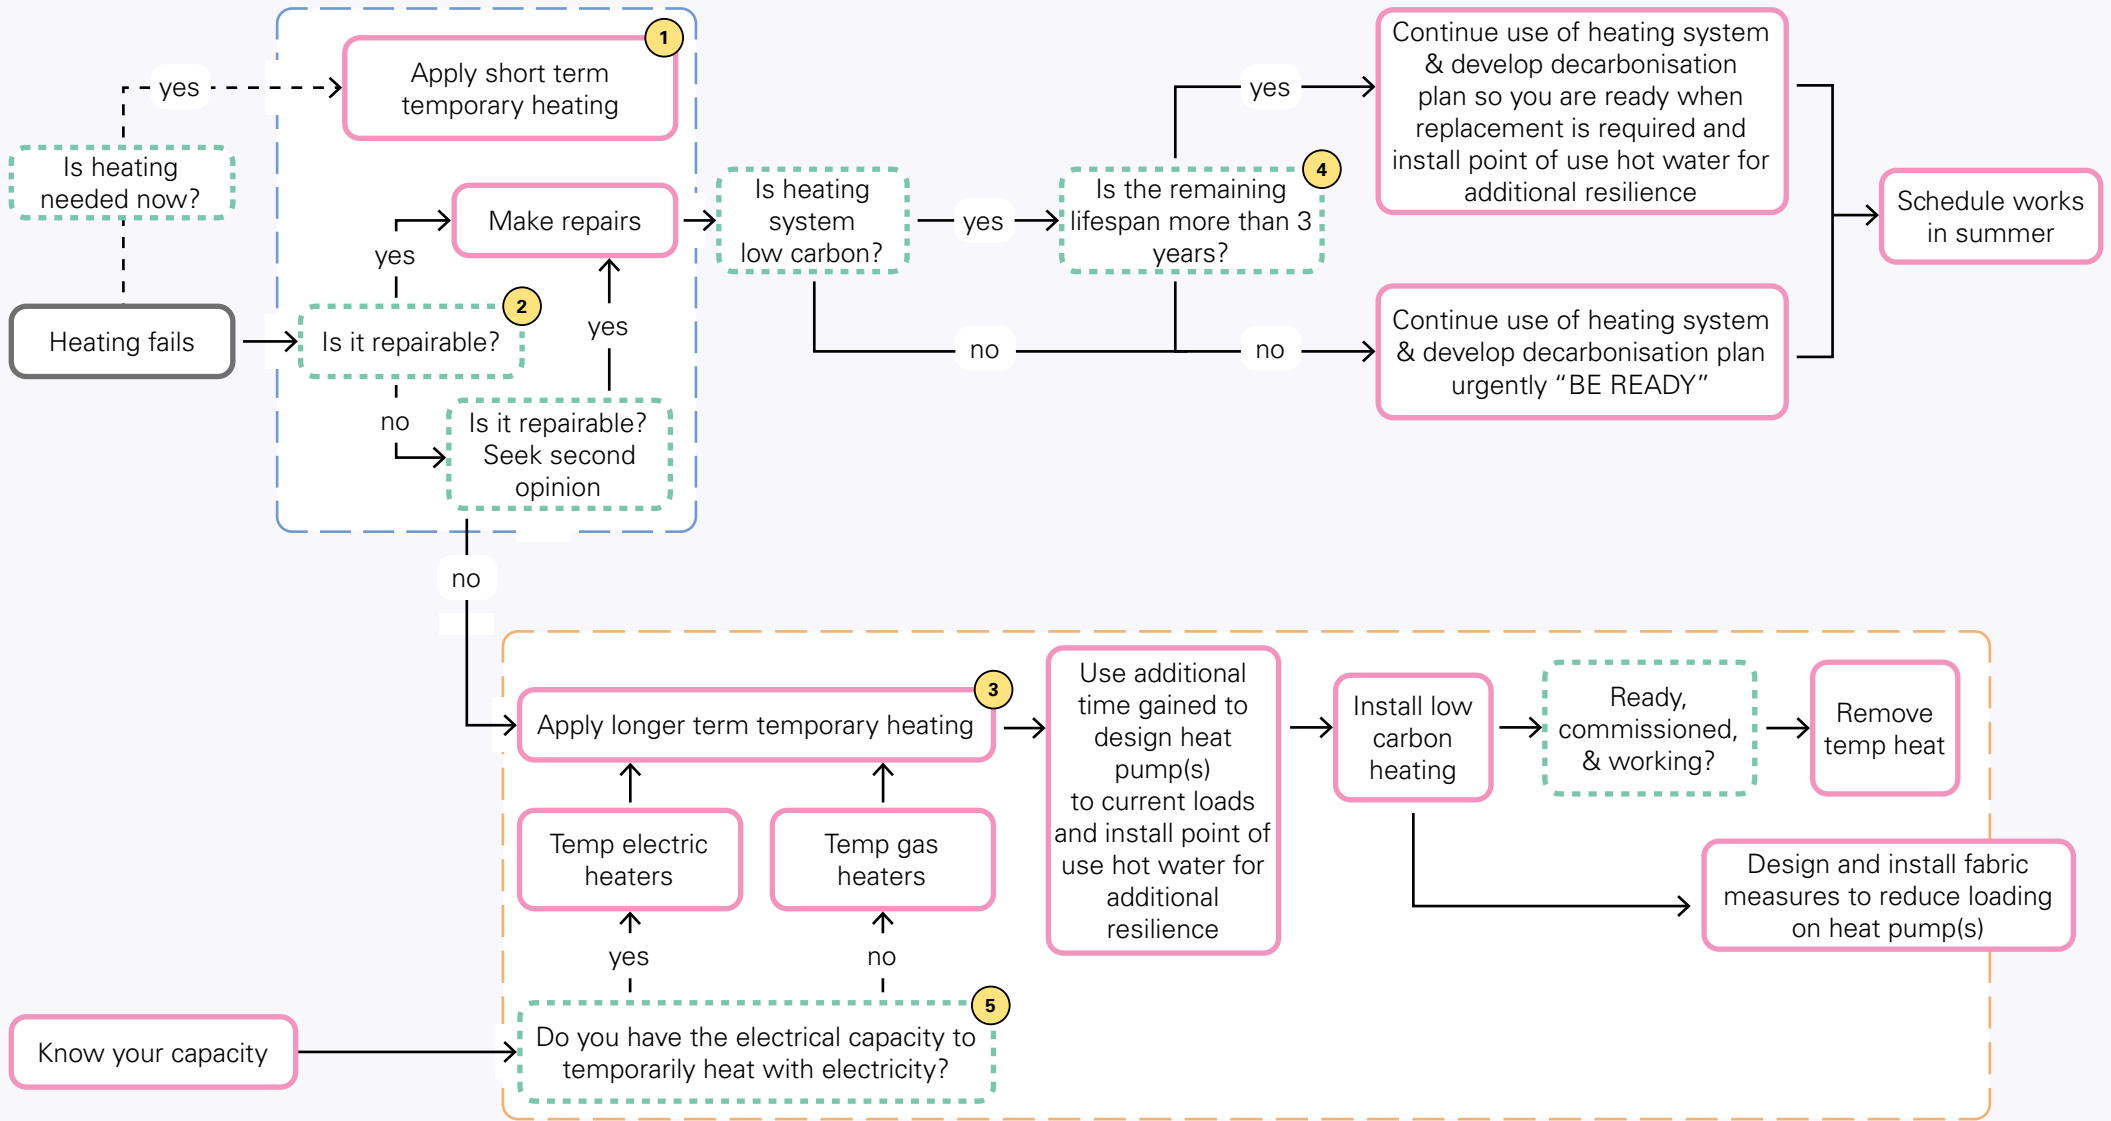 1
Apply short term
temporary heating
yes
Is heating
needed now?
Heating fails
Make repairs
yes
2
Is it repairable?
yes
no
Is it repairable?
Seek second
opinion
Is heating
system
low carbon?
yes
4
Is the remaining
lifespan more than 3
years?
yes
no
no
Continue use of heating system
& develop decarbonisation
plan so you are ready when
replacement is required and
install point of use hot water for
additional resilience
Continue use of heating system
& develop decarbonisation plan
urgently “BE READY”
Schedule works
in summer
no
3
Apply longer term temporary heating
Temp electric
heaters
Temp gas
heaters
yes
no
5
Do you have the electrical capacity to
temporarily heat with electricity?
Know your capacity
Use additional
time gained to
design heat
pump(s)
to current loads
and install point of
use hot water for
additional
resilience
Install low
carbon
heating
Ready,
commissioned,
& working?
Remove
temp heat
Design and install fabric
measures to reduce loading
on heat pump(s)